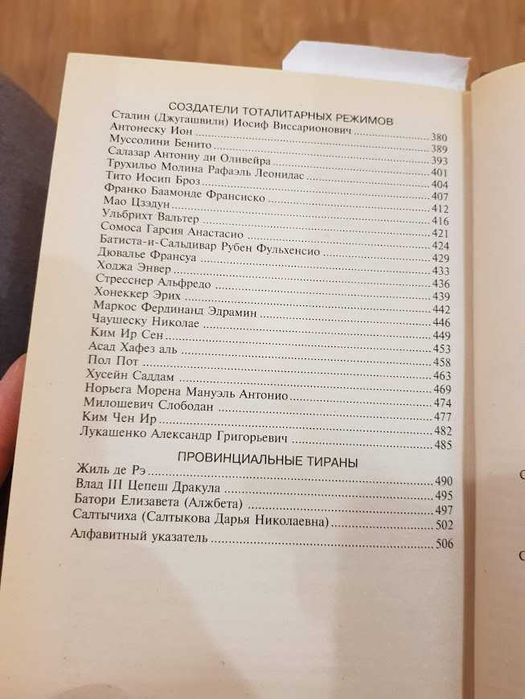 СОЗДАТЕЛИ ТОТАЛИТАРНЫХ РЕЖИМОВ
Сталин (Джугашвили) Иосиф Виссарионович 380
Антонеску Ион 389
Муссолини Бенито 393
Салазар Антониу ди Оливейра 401
Трухильо Молина Рафаэль Леонидас 404
Тито Иосип Броз 407
Франко Баамонде Франсиско 412
Мао Цзэдун 416
Ульбрихт Вальтер 421
Сомоса Гарсия Анастасио 424
Батиста-и-Сальдивар Рубен Фульхенсио 429
Дювалье Франсуа 433
Ходжа Энвер 436
Стресснер Альфредо 439
Хонеккер Эрих 442
Маркос Фердинанд Эдрамин 446
Чаушеску Николае 449
Ким Ир Сен 453
Асад Хафез аль 458
Пол Пот 463
Хусейн Саддам 469
Норьега Морена Мануэль Антонио 474
Милошевич Слободан 477
Ким Чен Ир 482
Лукашенко Александр Григорьевич 485
ПРОВИНЦИАЛЬНЫЕ ТИРАНЫ
Жиль де Рэ 490
Влад III Цепеш Дракула 495
Батори Елизавета (Алжбета) 497
Салтычиха (Салтыкова Дарья Николаевна) 502
Алфавитный указатель 506